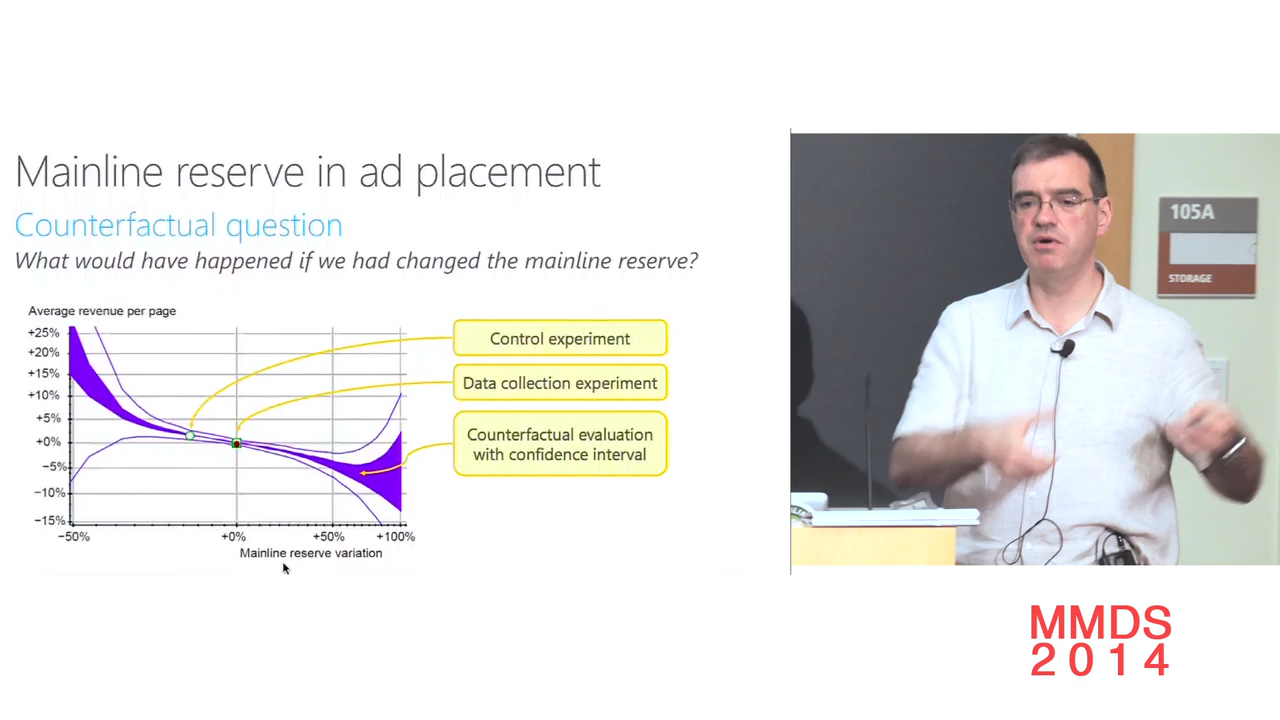 Mainline reserve in ad placement
Counterfactual question
What would have happened if we had changed the mainline reserve?
Average revenue per page
+25%
+20%
+15%
+10%
+5%
+0%
−5%
−10%
−15%
−50%
+0%
+50%
+100%
Mainline reserve variation
Control experiment
Data collection experiment
Counterfactual evaluation
with confidence interval
105A
STORAGE
MMDS
2014